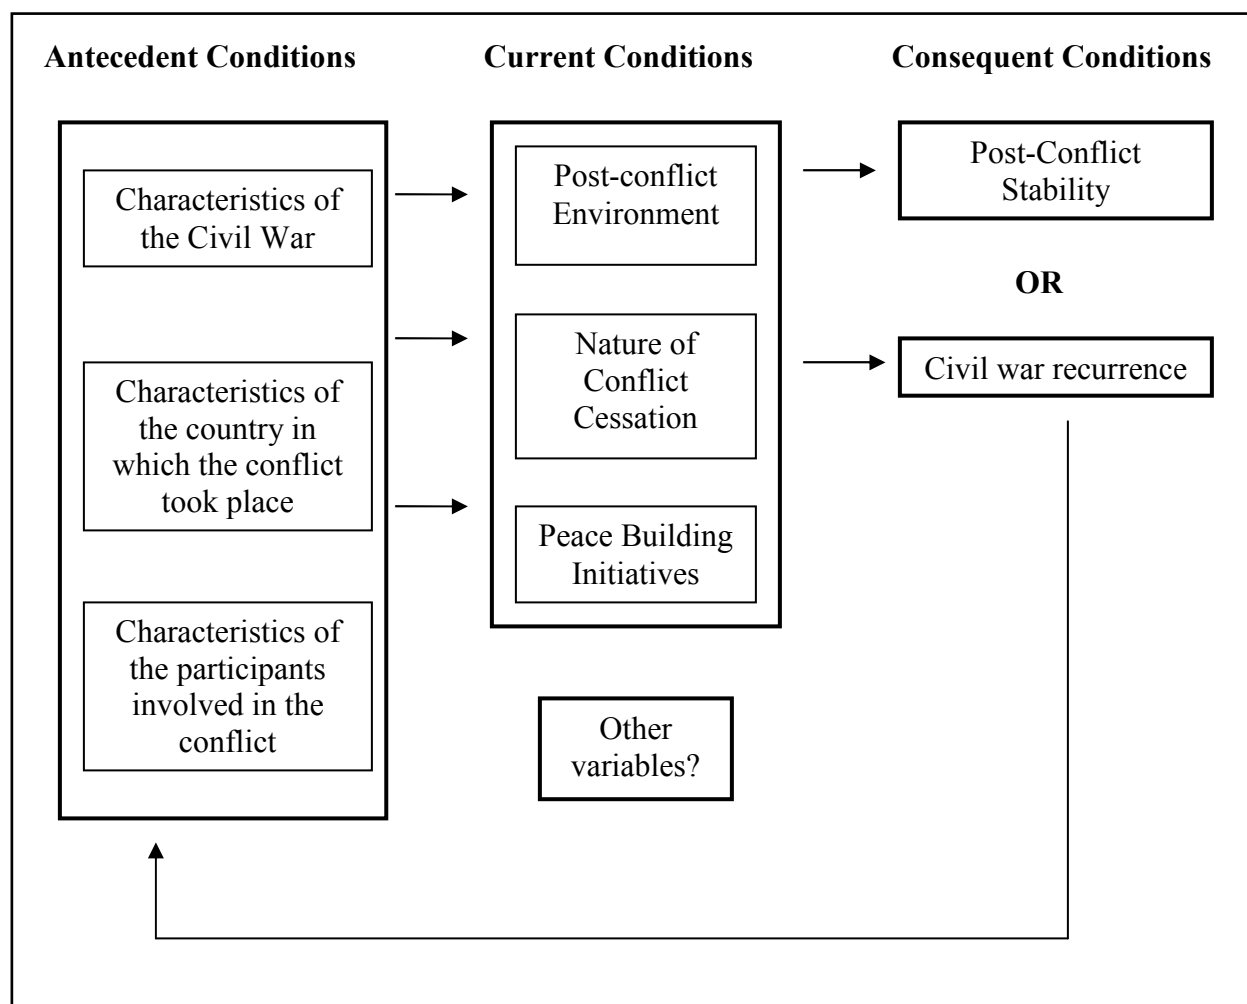 Antecedent Conditions
Current Conditions
Consequent Conditions
Characteristics of
the Civil War
Characteristics of
the country in
which the conflict
took place
Characteristics of
the participants
involved in the
conflict
Post-conflict
Environment
Nature of
Conflict
Cessation
Peace Building
Initiatives
Other
variables?
Post-Conflict
Stability
OR
Civil war recurrence